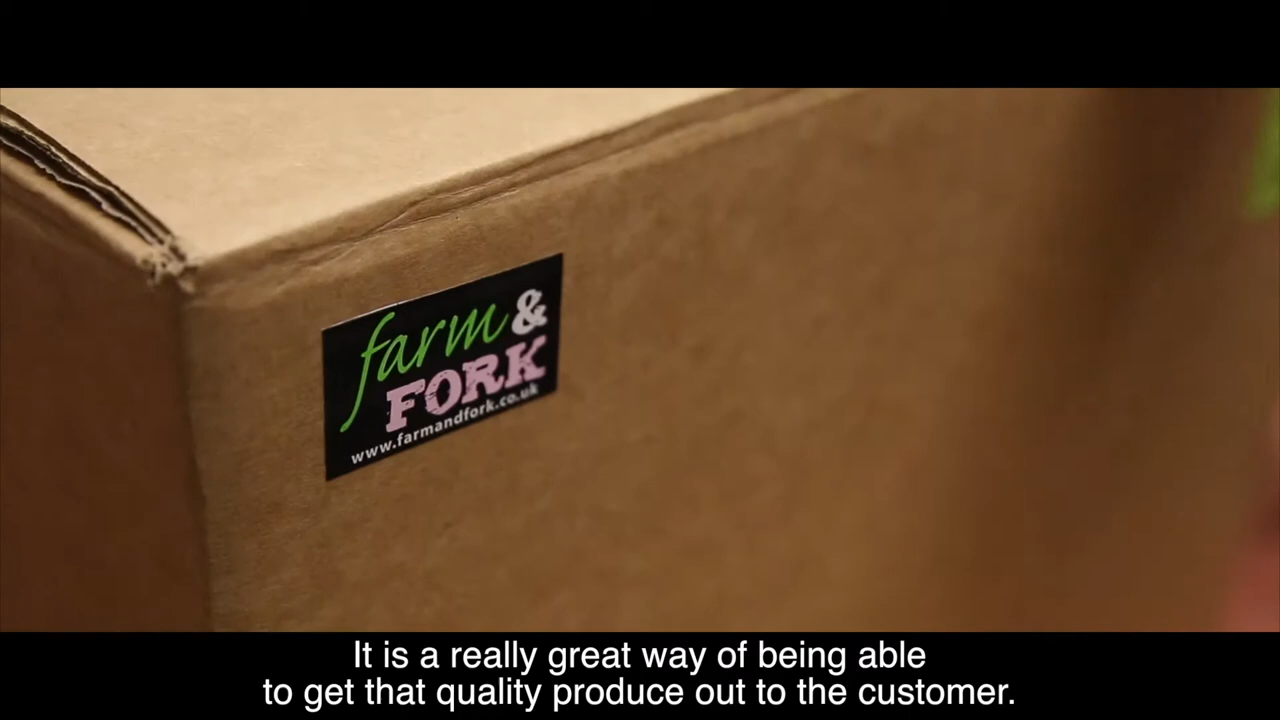 farm &
FORK
www.farmandfork.co.uk
It is a really great way of being able
to get that quality produce out to the customer.